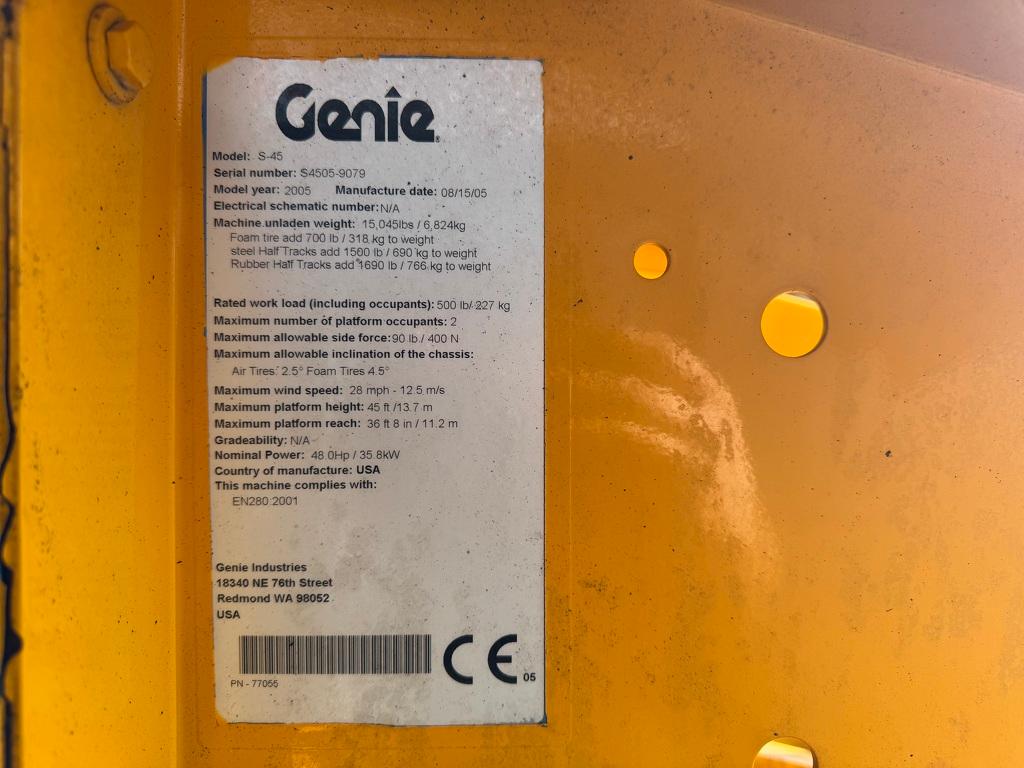 Genie
Model: S-45
Serial number: S4505-9079
Model year: 2005 Manufacture date: 08/15/05
Electrical schematic number: N/A
Machine unladen weight: 15,045lbs / 6,824kg
Foam tire add 700 lb / 318 kg to weight
steel Half Tracks add 1500 lb / 690 kg to weight
Rubber Half Tracks add 1690 lb / 766 kg to weight
Rated work load (including occupants): 500 lb/ 227 kg
Maximum number of platform occupants: 2
Maximum allowable side force: 90 lb / 400 N
Maximum allowable inclination of the chassis:
Air Tires: 2.5° Foam Tires 4.5°
Maximum wind speed: 28 mph - 12.5 m/s
Maximum platform height: 45 ft /13.7 m
Maximum platform reach: 36 ft 8 in / 11.2 m
Gradeability: N/A
Nominal Power: 48.0Hp / 35.8kW
Country of manufacture: USA
This machine complies with:
EN280:2001
Genie Industries
18340 NE 76th Street
Redmond WA 98052
USA
CE 05
PN - 77055